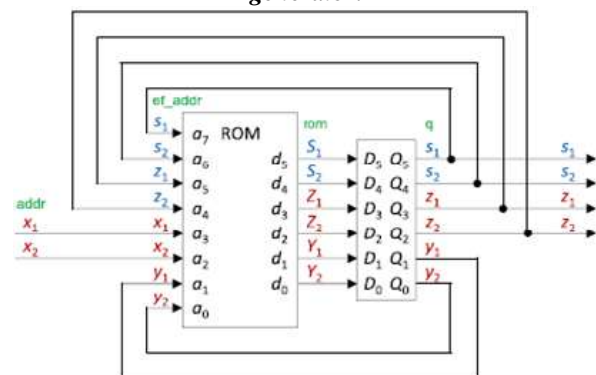 ef_addr
ROM
rom
q
s₁ a₇
s₂ a₆ d₅ S₁ D₅ Q₅ s₁ s₁
z₁ a₅ d₄ S₂ D₄ Q₄ s₂ s₂
addr z₂ a₄ d₃ Z₁ D₃ Q₃ z₁ z₁
x₁ x₁ a₃ d₂ Z₂ D₂ Q₂ z₂ z₂
x₂ x₂ a₂ d₁ Y₁ D₁ Q₁ y₁
y₁ a₁ d₀ Y₂ D₀ Q₀ y₂
y₂ a₀